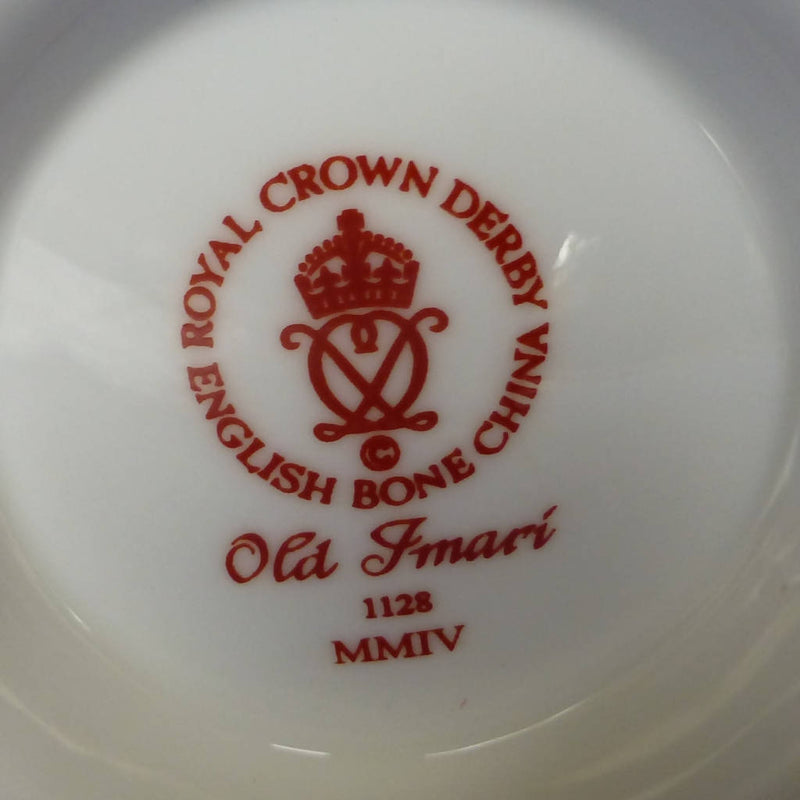 ROYAL CROWN DERBY
ENGLISH BONE CHINA
©
Old Imari
1128
MMIV